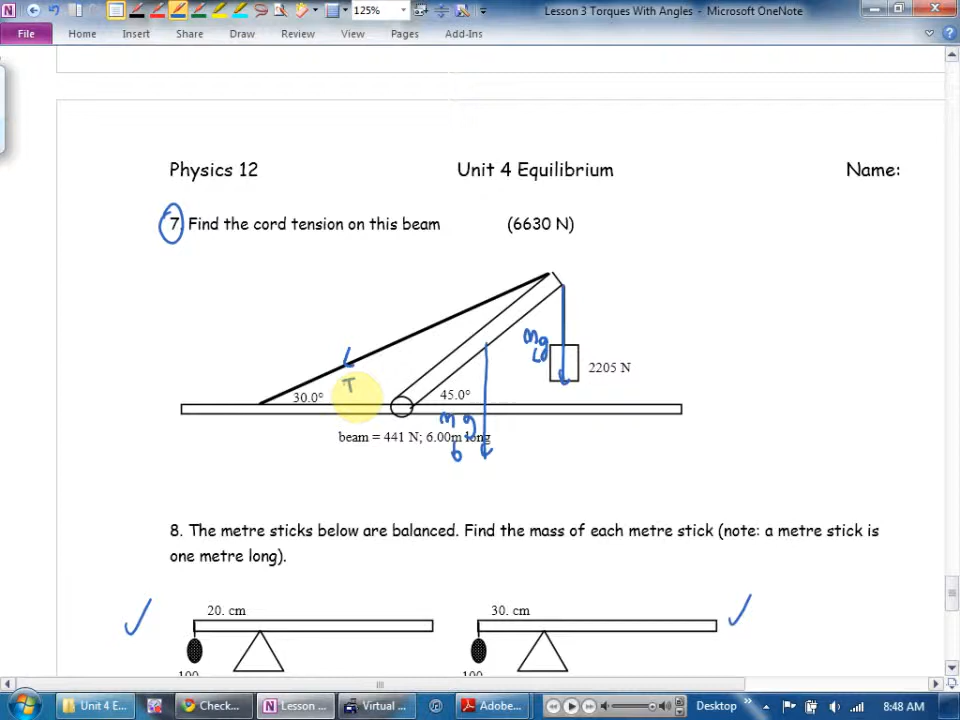 125%
Lesson 3 Torques With Angles - Microsoft OneNote
File Home Insert Share Draw Review View Pages Add-Ins
Physics 12 Unit 4 Equilibrium Name:
7. Find the cord tension on this beam (6630 N)
mg
L
2205 N
T
30.0° 45.0°
mg
b
beam = 441 N; 6.00m long
8. The metre sticks below are balanced. Find the mass of each metre stick (note: a metre stick is
one metre long).
20. cm 30. cm
100 100
Unit 4 E... Check... Lesson ... Virtual ... Adobe... Desktop 8:48 AM